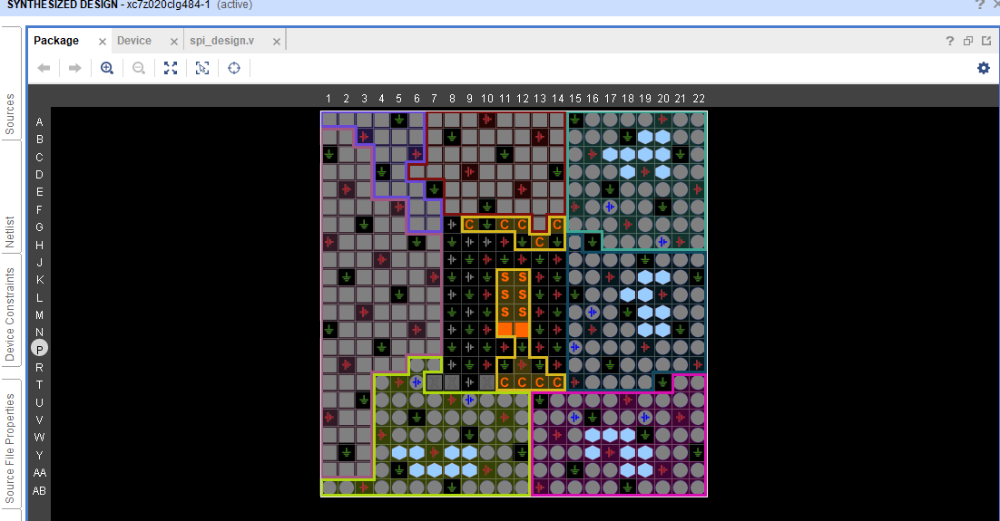 SYNTHESIZED DESIGN - xc7z020clg484-1 (active) ? ×
Package × Device × spi_design.v × ?
1 2 3 4 5 6 7 8 9 10 11 12 13 14 15 16 17 18 19 20 21 22
A
B
C
D
E
F
G C C C C
H C
J
K S S
L S S
M S S
N
P
R
T C C C C
U
V
W
Y
AA
AB
Sources
Netlist
Device Constraints
P
Source File Properties